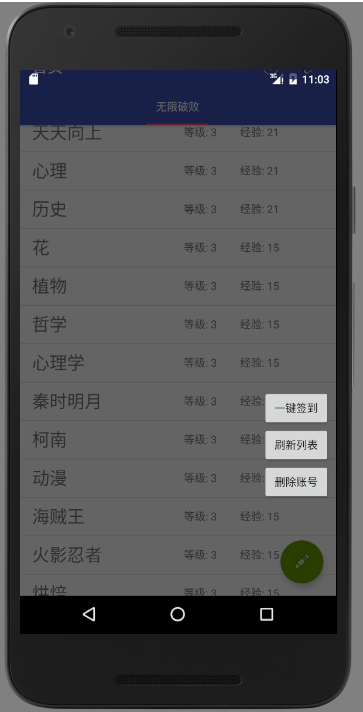 3G 11:03
无限破败
天天向上 等级: 3 经验: 21
心理 等级: 3 经验: 21
历史 等级: 3 经验: 21
花 等级: 3 经验: 15
植物 等级: 3 经验: 15
哲学 等级: 3 经验: 15
心理学 等级: 3 经验: 15
秦时明月 等级: 3 经验:
一键签到
柯南 等级: 3 经验:
刷新列表
动漫 等级: 3 经验:
删除账号
海贼王 等级: 3 经验: 15
火影忍者 等级: 3 经验: 15
烘焙 等级: 3 经验: 15